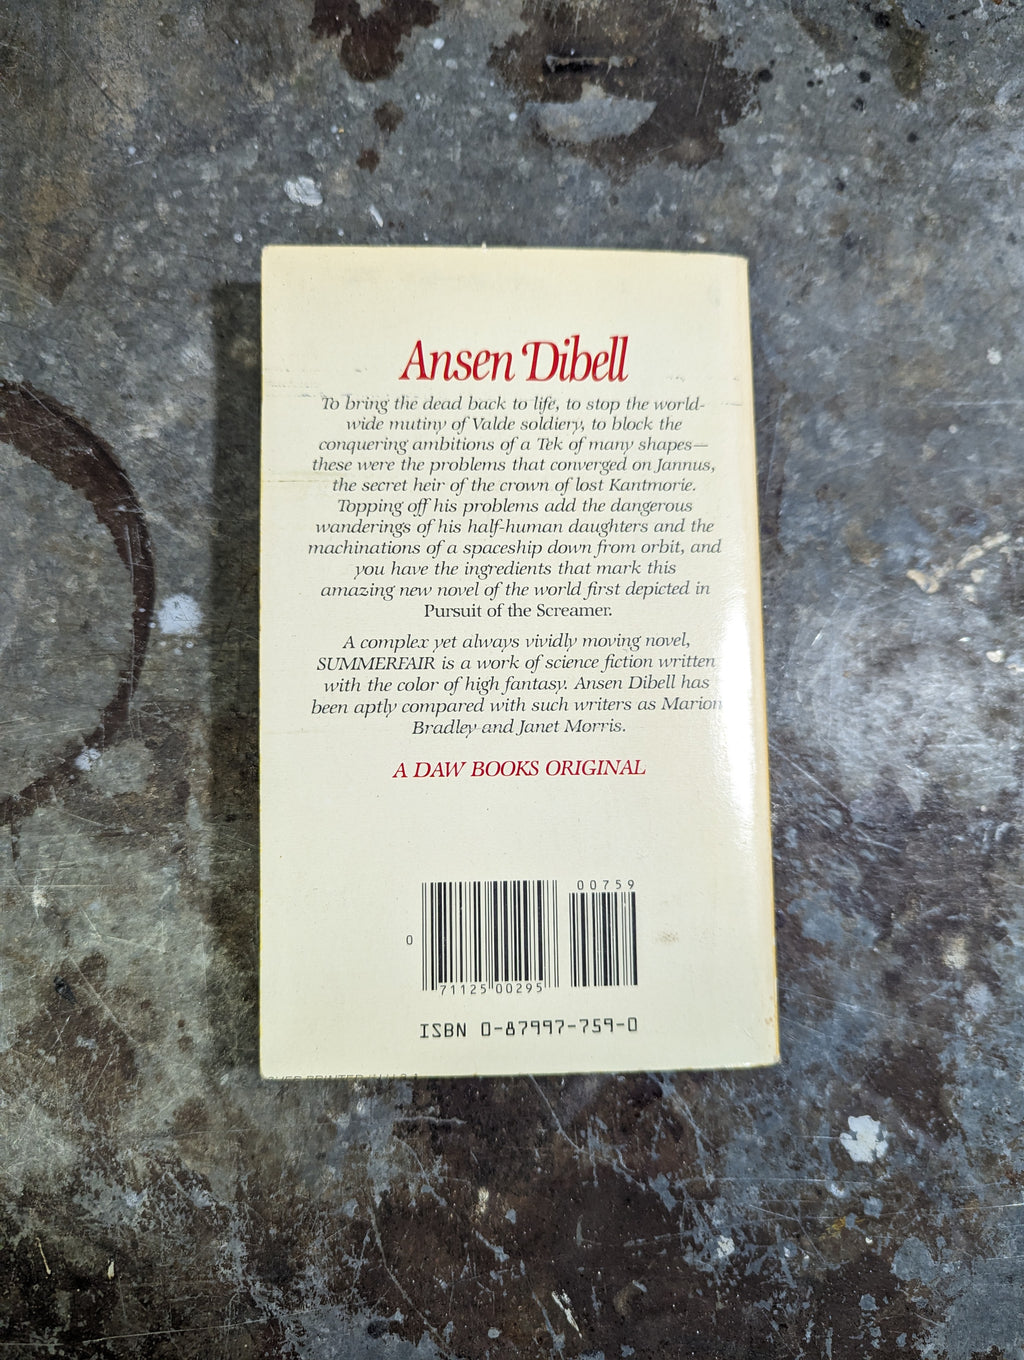 Ansen Dibell
To bring the dead back to life, to stop the world-
wide mutiny of Valde soldiery, to block the
conquering ambitions of a Tek of many shapes—
these were the problems that converged on Jannus,
the secret heir of the crown of lost Kantmorie.
Topping off his problems add the dangerous
wanderings of his half-human daughters and the
machinations of a spaceship down from orbit, and
you have the ingredients that mark this
amazing new novel of the world first depicted in
Pursuit of the Screamer.
A complex yet always vividly moving novel,
SUMMERFAIR is a work of science fiction written
with the color of high fantasy. Ansen Dibell has
been aptly compared with such writers as Marion
Bradley and Janet Morris.
A DAW BOOKS ORIGINAL
00759
0
71125 00295
ISBN 0-87997-759-0